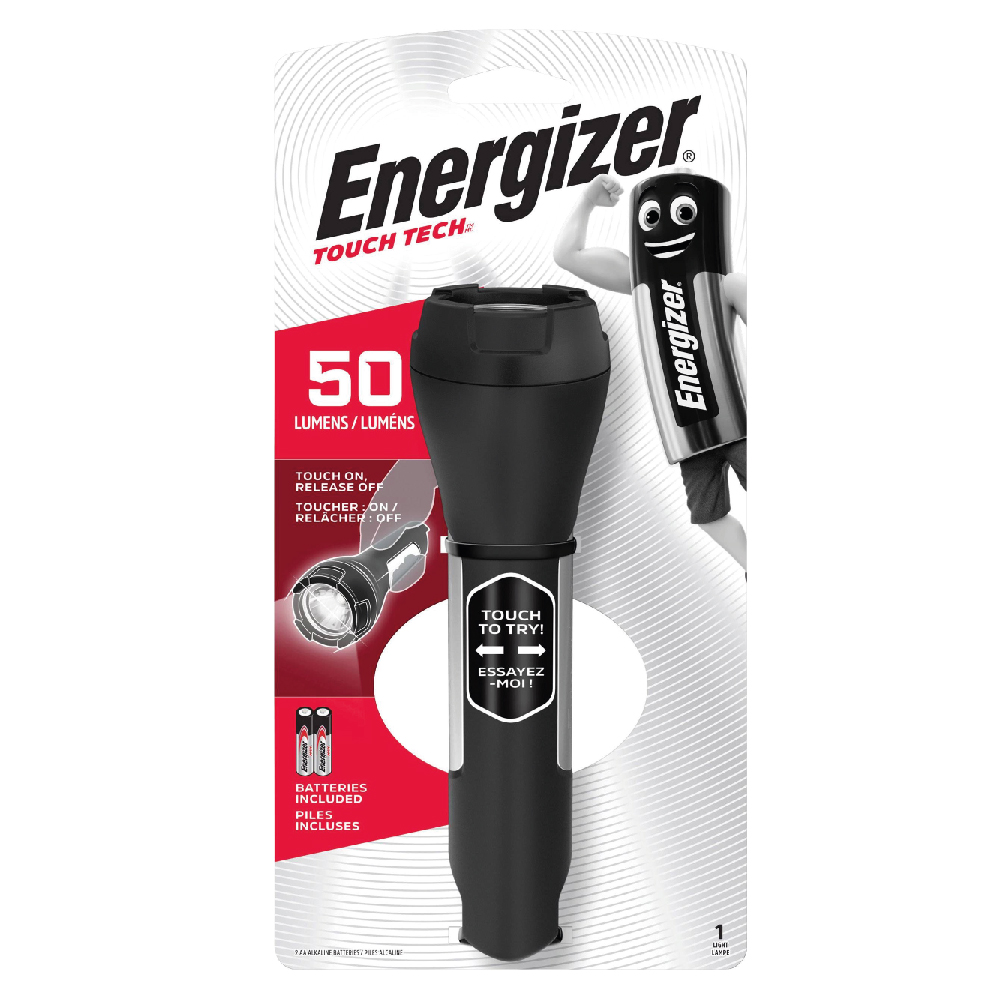 Energizer®
TOUCH TECH™
MC
Energizer
50
LUMENS / LUMÉNS
TOUCH ON,
RELEASE OFF
TOUCHER : ON /
RELÂCHER : OFF
TOUCH
TO TRY!
ESSAYEZ
-MOI !
Energizer
Energizer
BATTERIES
INCLUDED
PILES
INCLUSES
2 AA ALKALINE BATTERIES / PILES ALCALINE
1
LIGHT
LAMPE